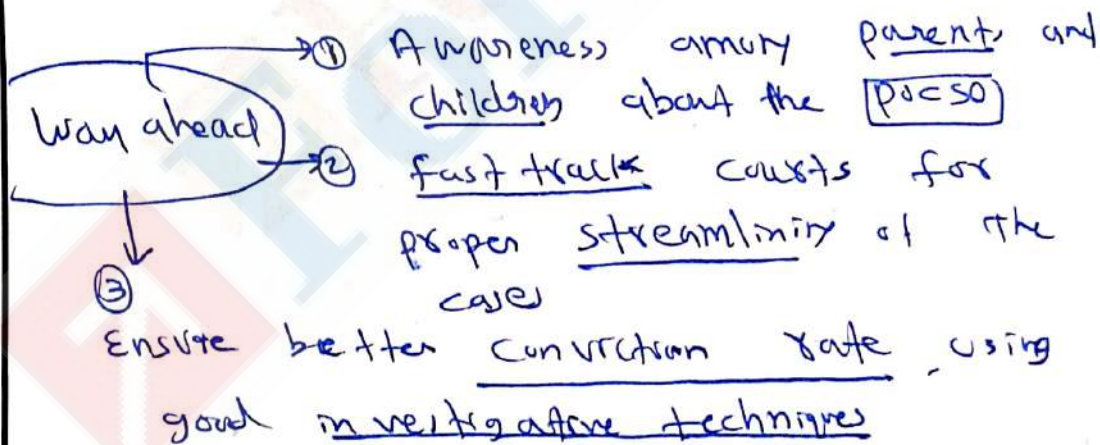 ① Awareness among parents and
children about the POCSO
Way ahead
② fast track courts for
proper streamlining of the
cases
③
Ensure better conviction rate using
good investigative techniques